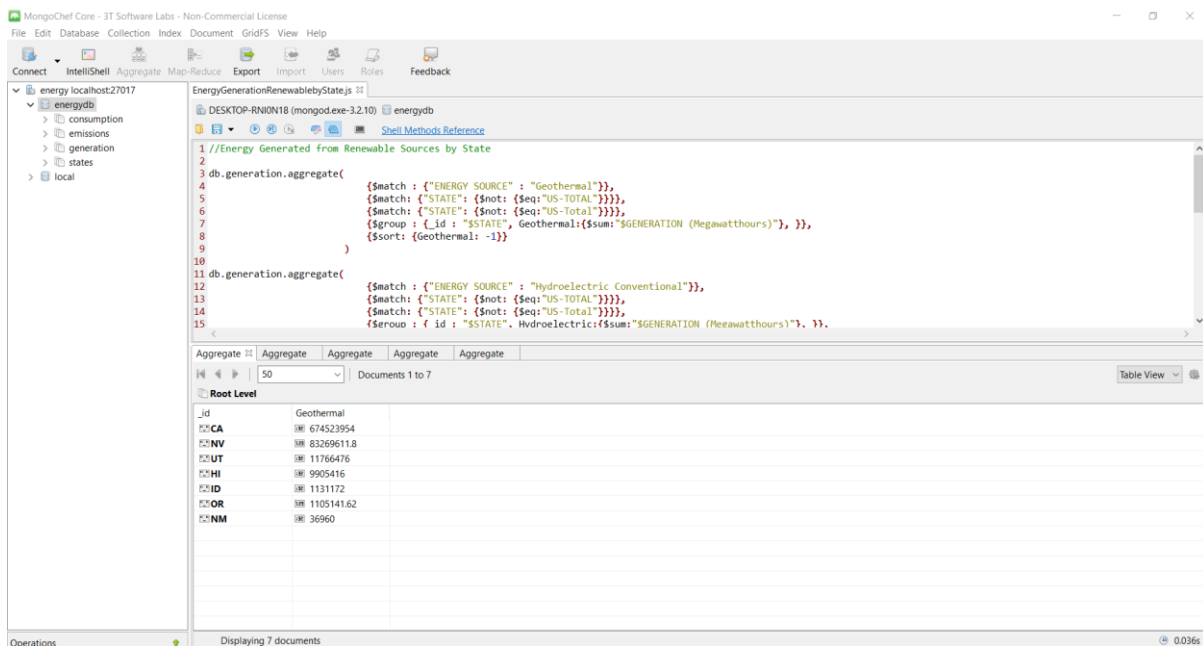 MongoChef Core - 3T Software Labs - Non-Commercial License
File Edit Database Collection Index Document GridFS View Help
Connect IntelliShell Aggregate Map-Reduce Export Import Users Roles Feedback
energy localhost:27017
energydb
consumption
emissions
generation
states
local
EnergyGenerationRenewablebyState.js
DESKTOP-RNI0N18 (mongod.exe-3.2.10) energydb
Shell Methods Reference
1 //Energy Generated from Renewable Sources by State
2
3 db.generation.aggregate(
4 {$match : {"ENERGY SOURCE" : "Geothermal"}},
5 {$match: {"STATE": {$not: {$eq:"US-TOTAL"}}}},
6 {$match: {"STATE": {$not: {$eq:"US-Total"}}}},
7 {$group : {_id : "$STATE", Geothermal:{$sum:"$GENERATION (Megawatthours)"}, }},
8 {$sort: {Geothermal: -1}}
9 )
10
11 db.generation.aggregate(
12 {$match : {"ENERGY SOURCE" : "Hydroelectric Conventional"}},
13 {$match: {"STATE": {$not: {$eq:"US-TOTAL"}}}},
14 {$match: {"STATE": {$not: {$eq:"US-Total"}}}},
15 {$group : {_id : "$STATE", Hydroelectric:{$sum:"$GENERATION (Megawatthours)"}, }},
Aggregate Aggregate Aggregate Aggregate Aggregate
50 Documents 1 to 7 Table View
Root Level
_id Geothermal
CA 674523954
NV 83269611.8
UT 11766476
HI 9905416
ID 1131172
OR 1105141.62
NM 36960
Operations Displaying 7 documents 0.036s